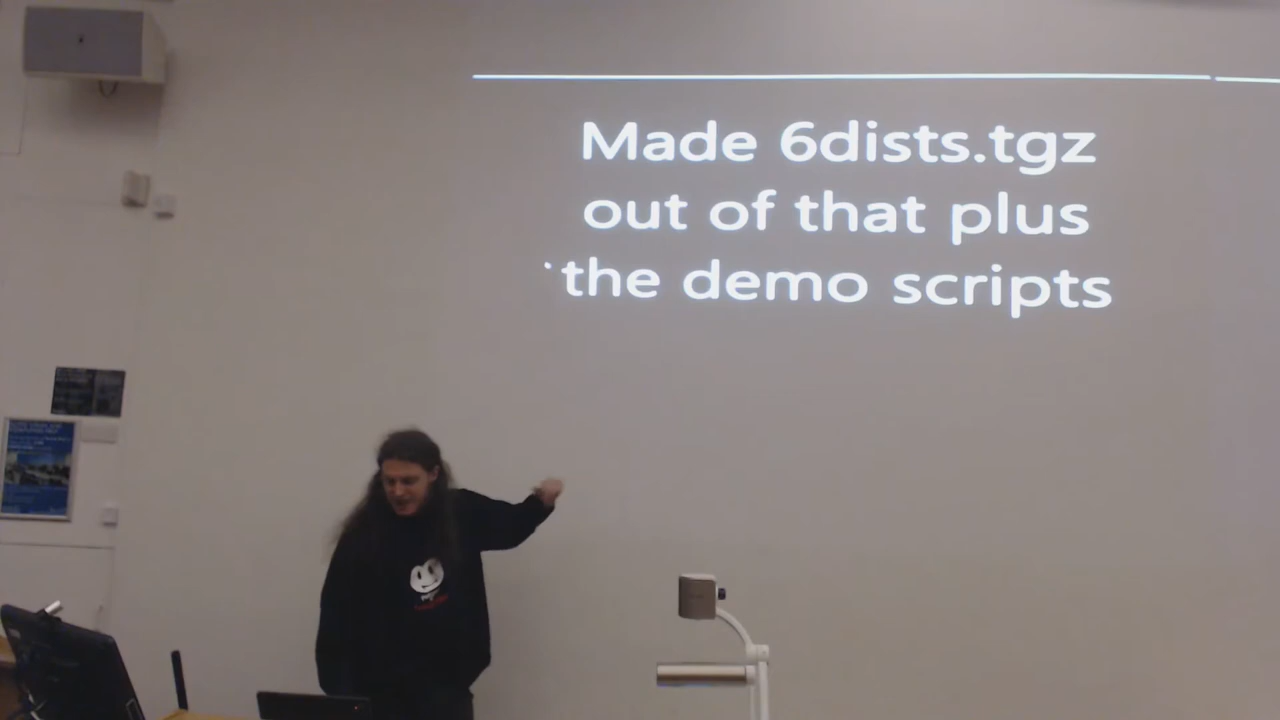 Made 6dists.tgz
out of that plus
the demo scripts